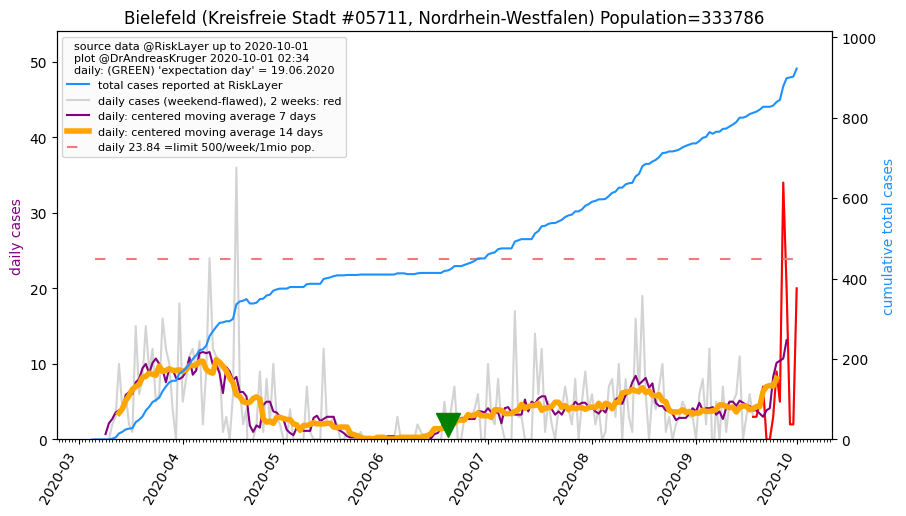 Bielefeld (Kreisfreie Stadt #05711, Nordrhein-Westfalen) Population=333786
source data @RiskLayer up to 2020-10-01
plot @DrAndreasKruger 2020-10-01 02:34
daily: (GREEN) 'expectation day' = 19.06.2020
total cases reported at RiskLayer
daily cases (weekend-flawed), 2 weeks: red
daily: centered moving average 7 days
daily: centered moving average 14 days
daily 23.84 =limit 500/week/1mio pop.
daily cases
50
40
30
20
10
0
cumulative total cases
1000
800
600
400
200
0
2020-03
2020-04
2020-05
2020-06
2020-07
2020-08
2020-09
2020-10